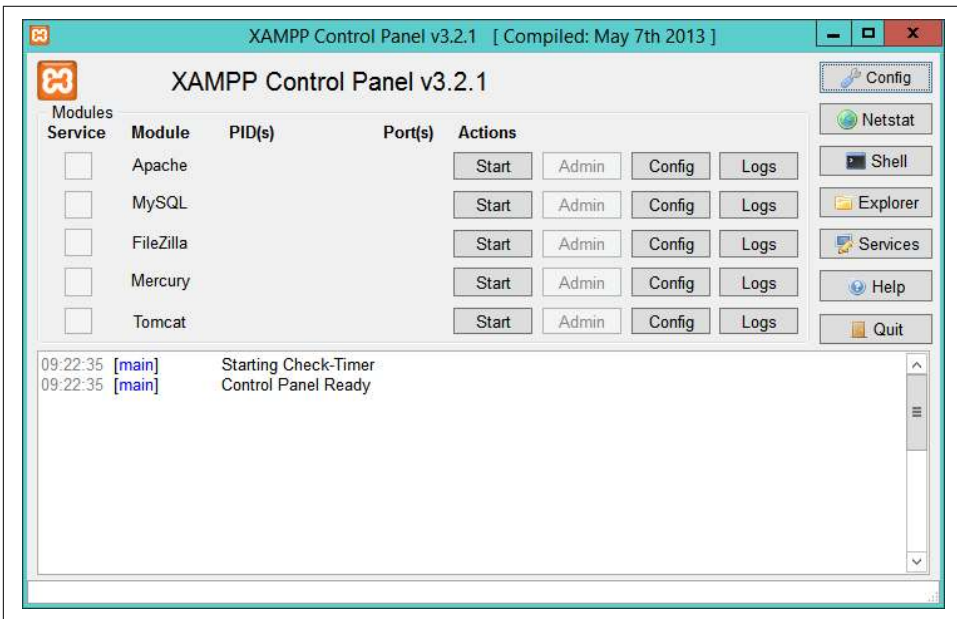 XAMPP Control Panel v3.2.1 [ Compiled: May 7th 2013 ]
XAMPP Control Panel v3.2.1
Config
Modules
Service Module PID(s) Port(s) Actions
Netstat
Apache Start Admin Config Logs
Shell
MySQL Start Admin Config Logs
Explorer
FileZilla Start Admin Config Logs
Services
Mercury Start Admin Config Logs
Help
Tomcat Start Admin Config Logs
Quit
09:22:35 [main] Starting Check-Timer
09:22:35 [main] Control Panel Ready